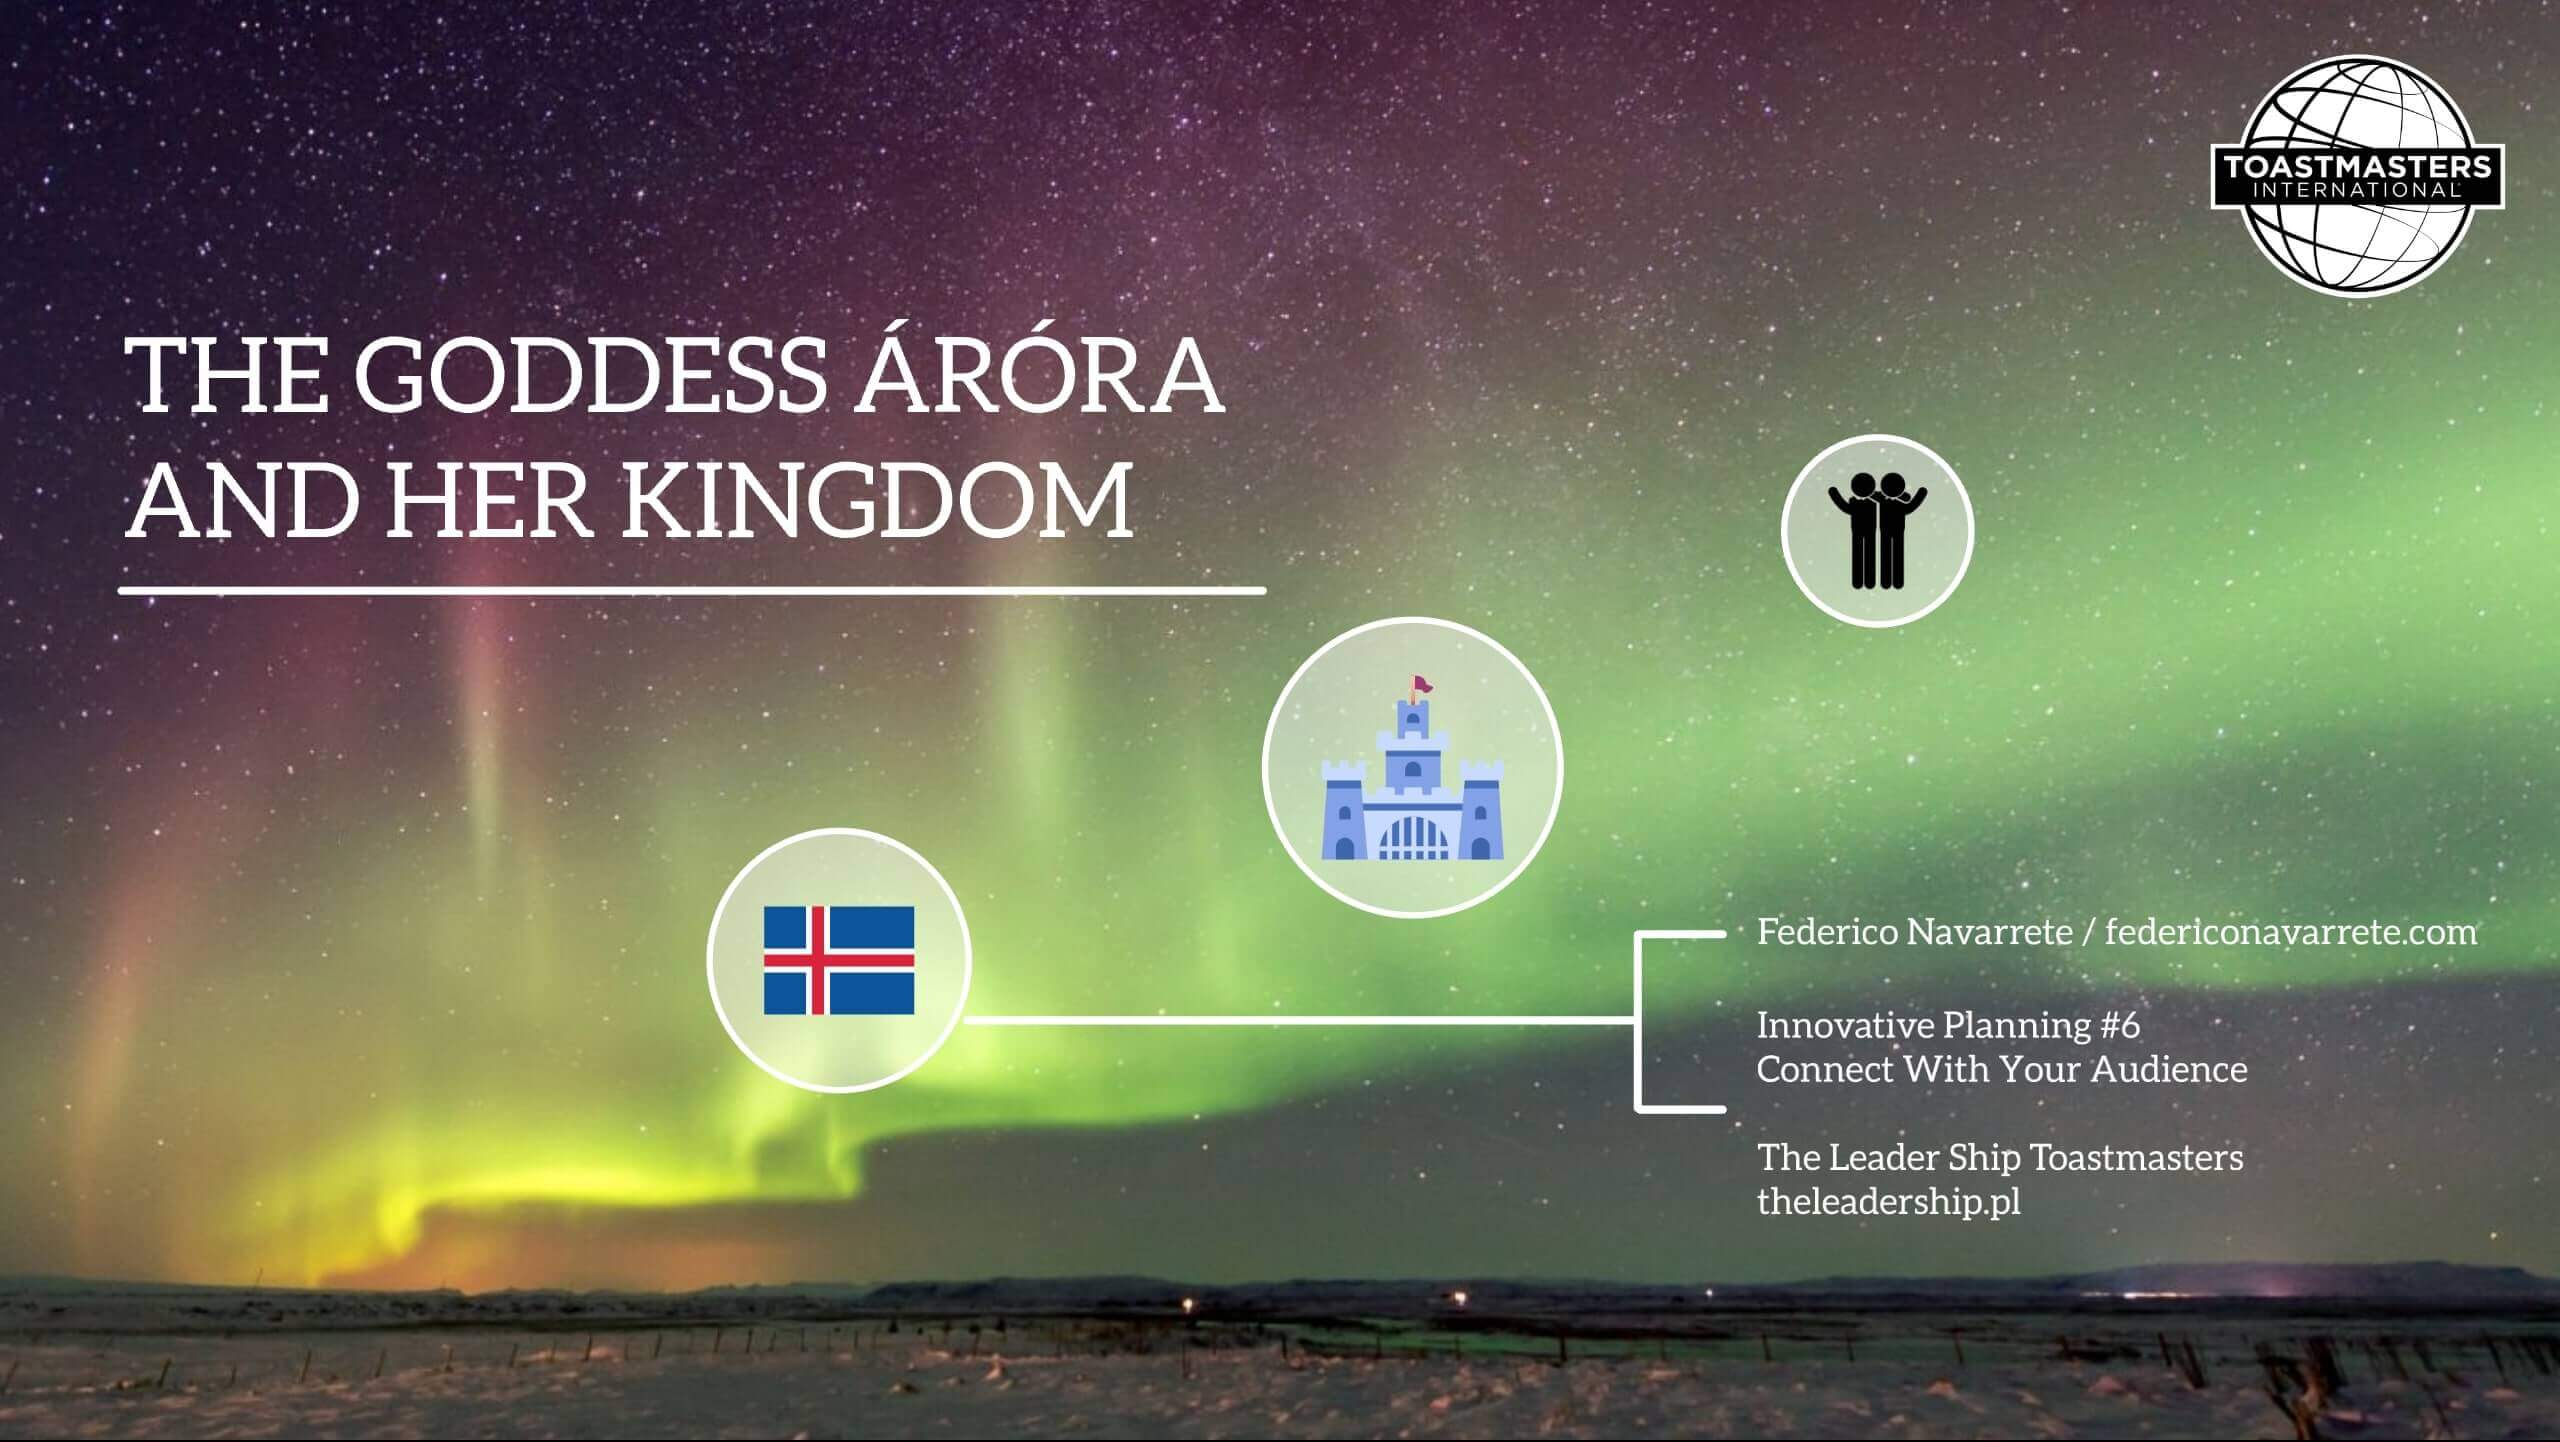 TOASTMASTERS
INTERNATIONAL
THE GODDESS ÁRÓRA
AND HER KINGDOM
Federico Navarrete / federiconavarrete.com
Innovative Planning #6
Connect With Your Audience
The Leader Ship Toastmasters
theleadership.pl